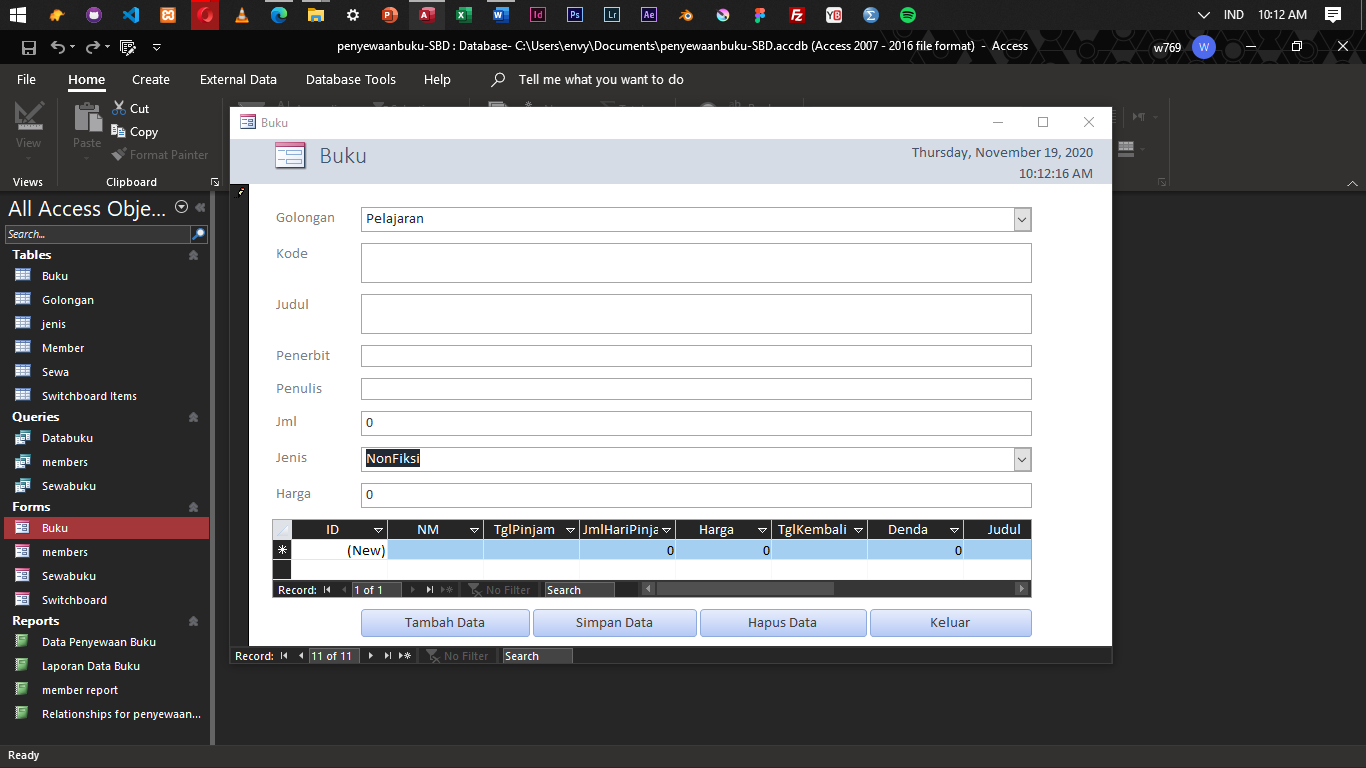 IND 10:12 AM
penyewaanbuku-SBD : Database- C:\Users\envy\Documents\penyewaanbuku-SBD.accdb (Access 2007 - 2016 file format) - Access
w769 W
File Home Create External Data Database Tools Help Tell me what you want to do
View
Paste
Cut
Copy
Format Painter
Views Clipboard
Buku
Buku
Thursday, November 19, 2020
10:12:16 AM
All Access Obje...
Search...
Tables
Buku
Golongan
jenis
Member
Sewa
Switchboard Items
Queries
Databuku
members
Sewabuku
Forms
Buku
members
Sewabuku
Switchboard
Reports
Data Penyewaan Buku
Laporan Data Buku
member report
Relationships for penyewaan...
Golongan Pelajaran
Kode
Judul
Penerbit
Penulis
Jml 0
Jenis NonFiksi
Harga 0
ID NM TglPinjam JmlHariPinja Harga TglKembali Denda Judul
(New) 0 0 0
Record: 1 of 1 No Filter Search
Tambah Data Simpan Data Hapus Data Keluar
Record: 11 of 11 No Filter Search
Ready